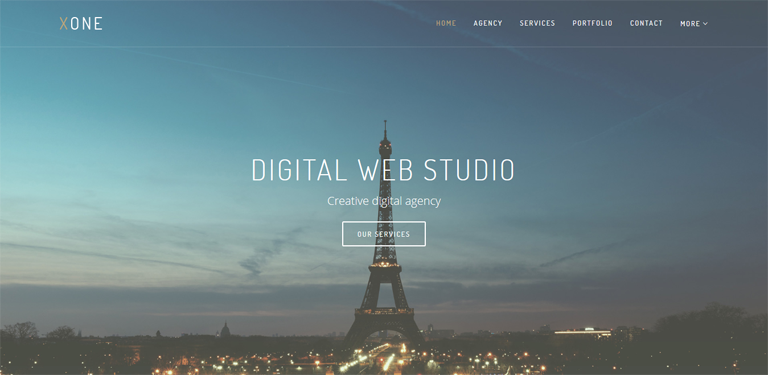 XONE
HOME AGENCY SERVICES PORTFOLIO CONTACT MORE
DIGITAL WEB STUDIO
Creative digital agency
OUR SERVICES